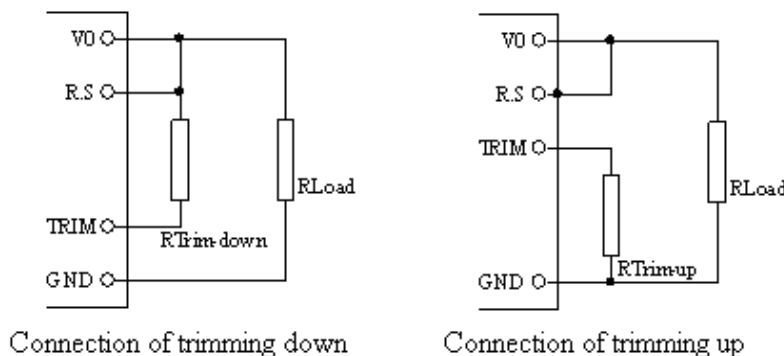 V0
R.S
RLoad
TRIM
RTrim-down
GND
Connection of trimming down
V0
R.S
TRIM
RLoad
RTrim-up
GND
Connection of trimming up